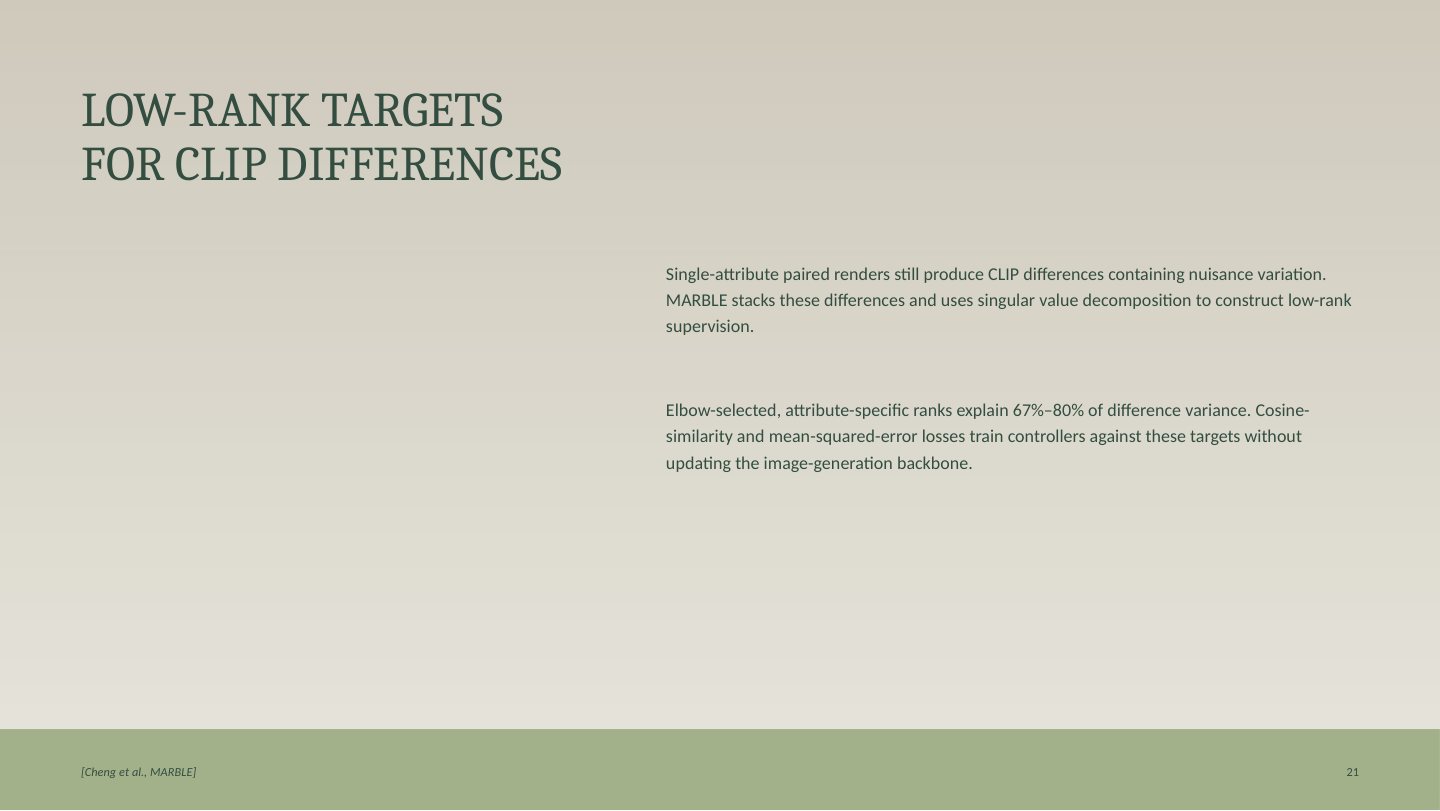 LOW-RANK TARGETS
FOR CLIP DIFFERENCES
Single-attribute paired renders still produce CLIP differences containing nuisance variation.
MARBLE stacks these differences and uses singular value decomposition to construct low-rank
supervision.
Elbow-selected, attribute-specific ranks explain 67%–80% of difference variance. Cosine-
similarity and mean-squared-error losses train controllers against these targets without
updating the image-generation backbone.
[Cheng et al., MARBLE]
21